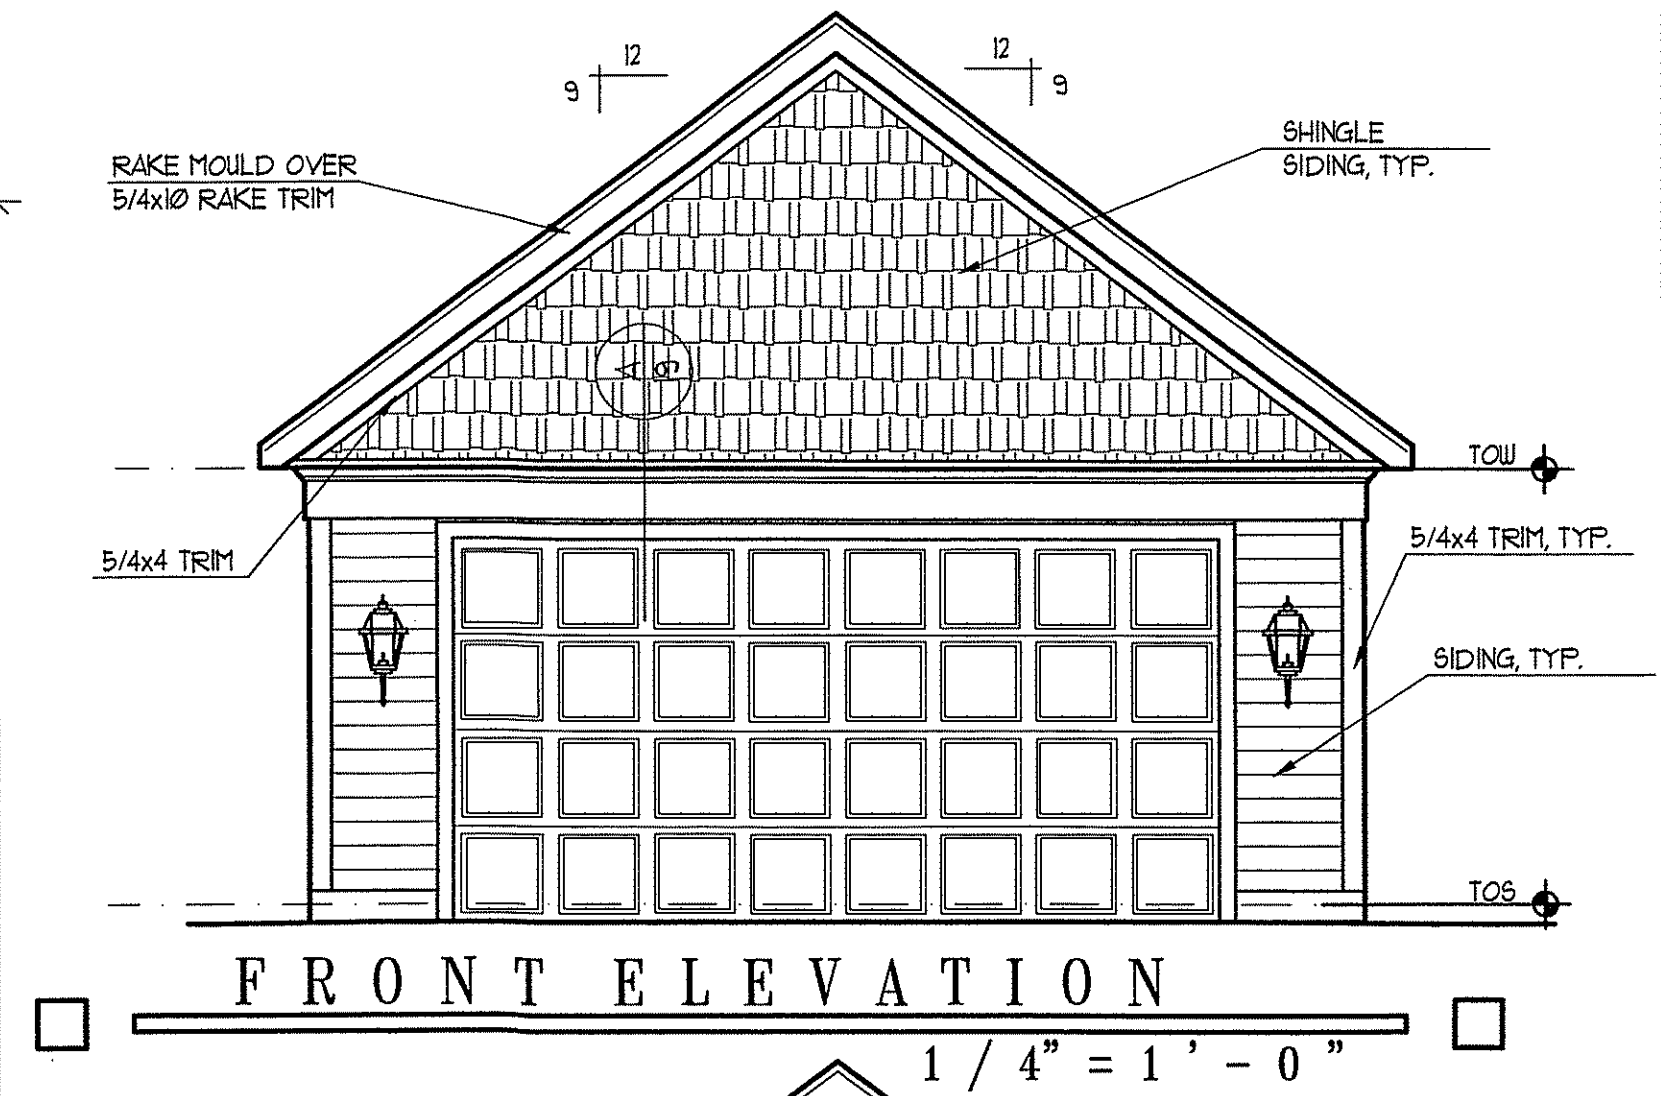 12
9
12
9
RAKE MOULD OVER
5/4x10 RAKE TRIM
SHINGLE
SIDING, TYP.
A
9
TOW
5/4x4 TRIM
5/4x4 TRIM, TYP.
SIDING, TYP.
TOS
FRONT ELEVATION
1/4" = 1'-0"